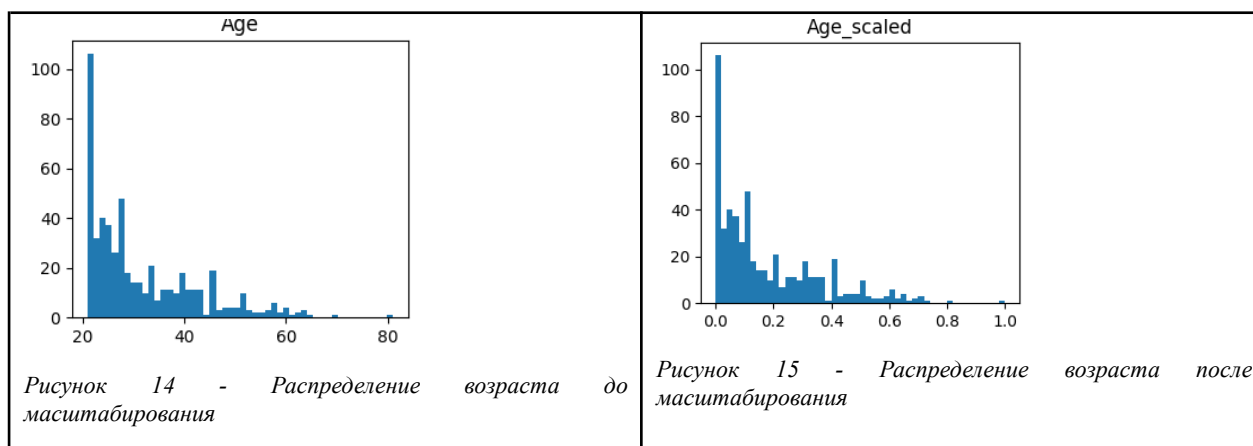 Age
100
80
60
40
20
0
20 40 60 80
Рисунок 14 - Распределение возраста до
масштабирования
Age_scaled
100
80
60
40
20
0
0.0 0.2 0.4 0.6 0.8 1.0
Рисунок 15 - Распределение возраста после
масштабирования